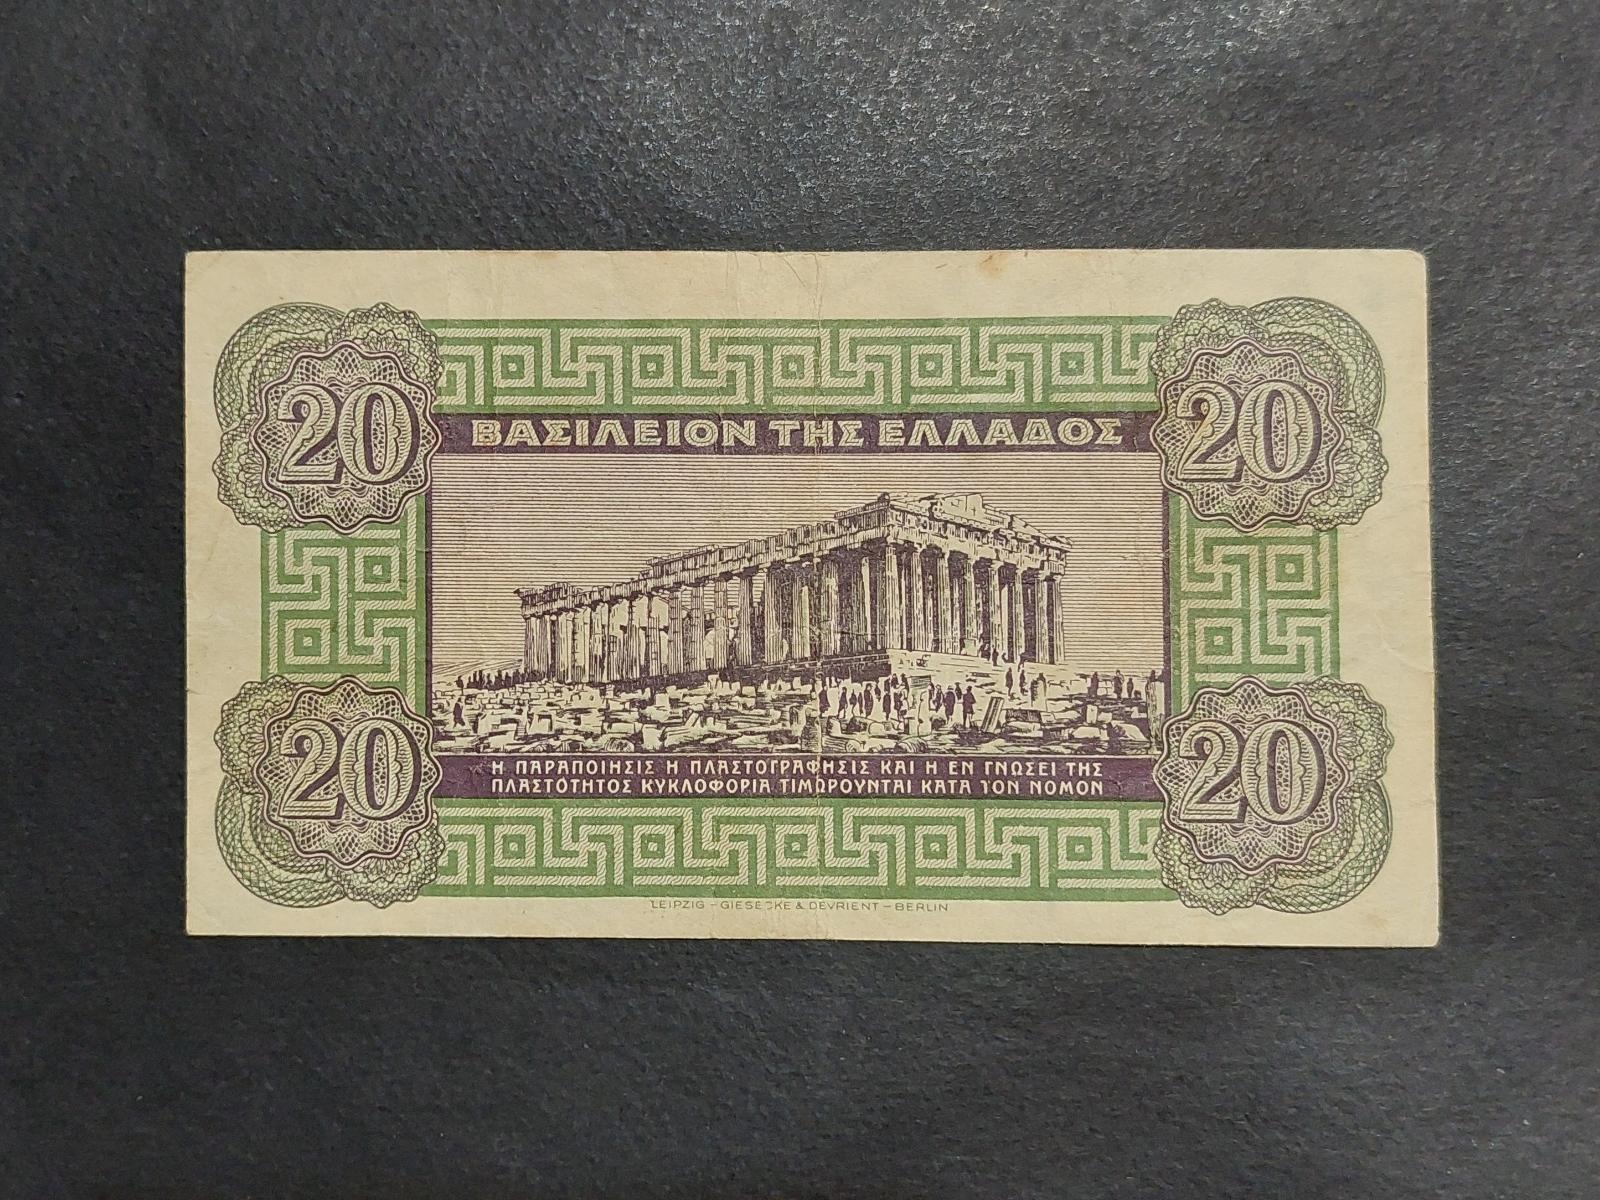 20 20
ΒΑΣΙΛΕΙΟΝ ΤΗΣ ΕΛΛΑΔΟΣ
Η ΠΑΡΑΠΟΙΗΣΙΣ Η ΠΛΑΣΤΟΓΡΑΦΗΣΙΣ ΚΑΙ Η ΕΝ ΓΝΩΣΕΙ ΤΗΣ
ΠΛΑΣΤΟΤΗΤΟΣ ΚΥΚΛΟΦΟΡΙΑ ΤΙΜΩΡΟΥΝΤΑΙ ΚΑΤΑ ΤΟΝ ΝΟΜΟΝ
20 20
LEIPZIG – GIESECKE & DEVRIENT – BERLIN